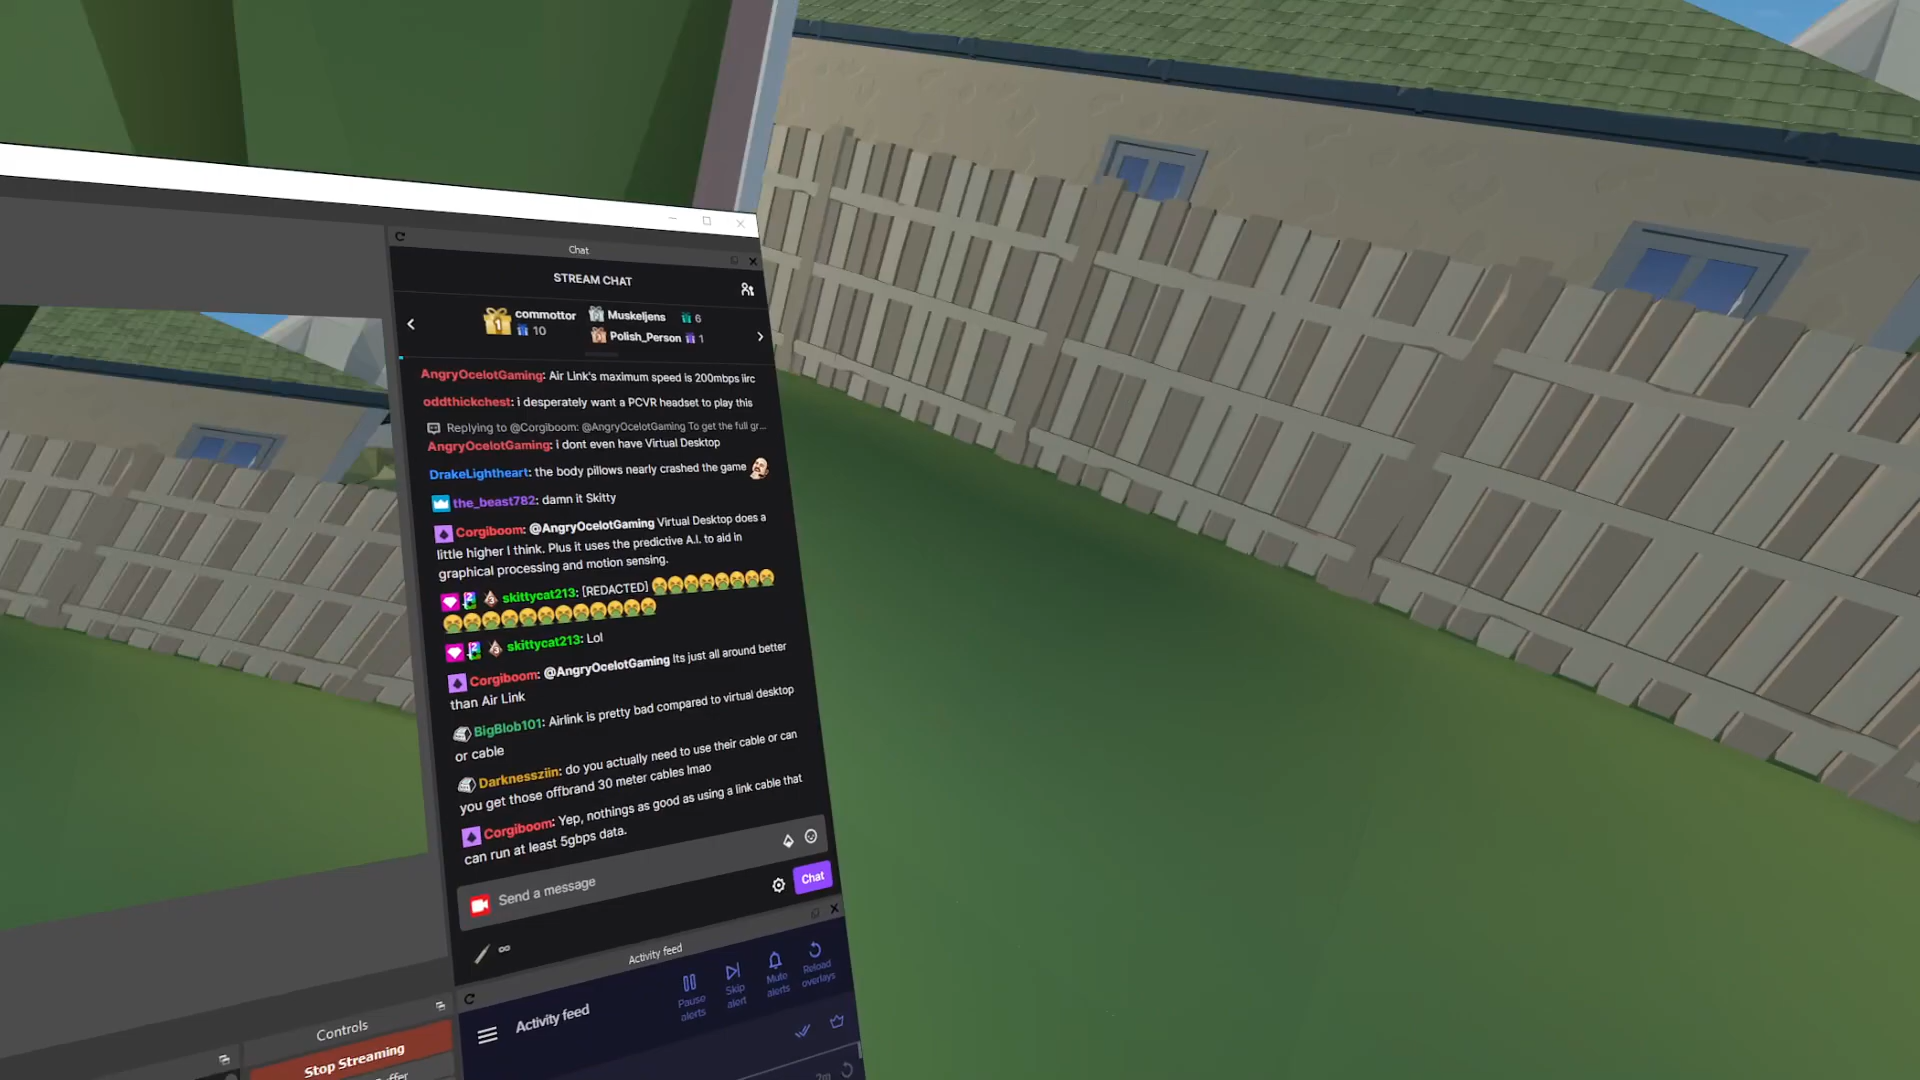 Chat
STREAM CHAT
commottor
10
Muskeljens 6
Polish_Person 1
AngryOcelotGaming: Air Link's maximum speed is 200mbps iirc
oddthickchest: i desperately want a PCVR headset to play this
Replying to @Corgiboom: @AngryOcelotGaming To get the full gr...
AngryOcelotGaming: i dont even have Virtual Desktop
DrakeLightheart: the body pillows nearly crashed the game
the_beast782: damn it Skitty
Corgiboom: @AngryOcelotGaming Virtual Desktop does a
little higher I think. Plus it uses the predictive A.I. to aid in
graphical processing and motion sensing.
skittycat213: [REDACTED]
skittycat213: Lol
Corgiboom: @AngryOcelotGaming Its just all around better
than Air Link
BigBlob101: Airlink is pretty bad compared to virtual desktop
or cable
Darknessziin: do you actually need to use their cable or can
you get those offbrand 30 meter cables lmao
Corgiboom: Yep, nothings as good as using a link cable that
can run at least 5gbps data.
Send a message
Chat
Activity feed
Activity feed
Pause
alerts
Skip
alert
Mute
alerts
Reload
overlays
Controls
Stop Streaming